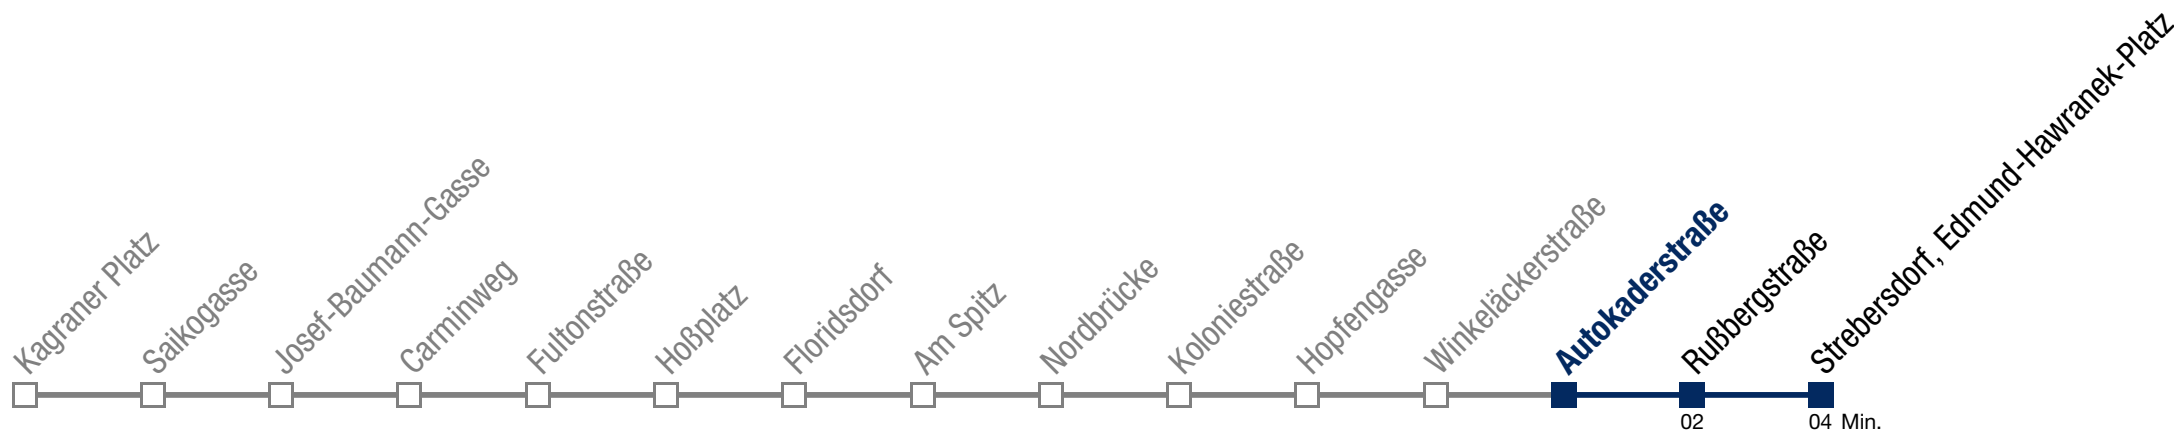 Kagraner Platz
Saikogasse
Josef-Baumann-Gasse
Carminweg
Fultonstraße
Hoßplatz
Floridsdorf
Am Spitz
Nordbrücke
Koloniestraße
Hopfengasse
Winkeläckerstraße
Autokaderstraße
Rußbergstraße
Strebersdorf, Edmund-Hawranek-Platz
02 04 Min.